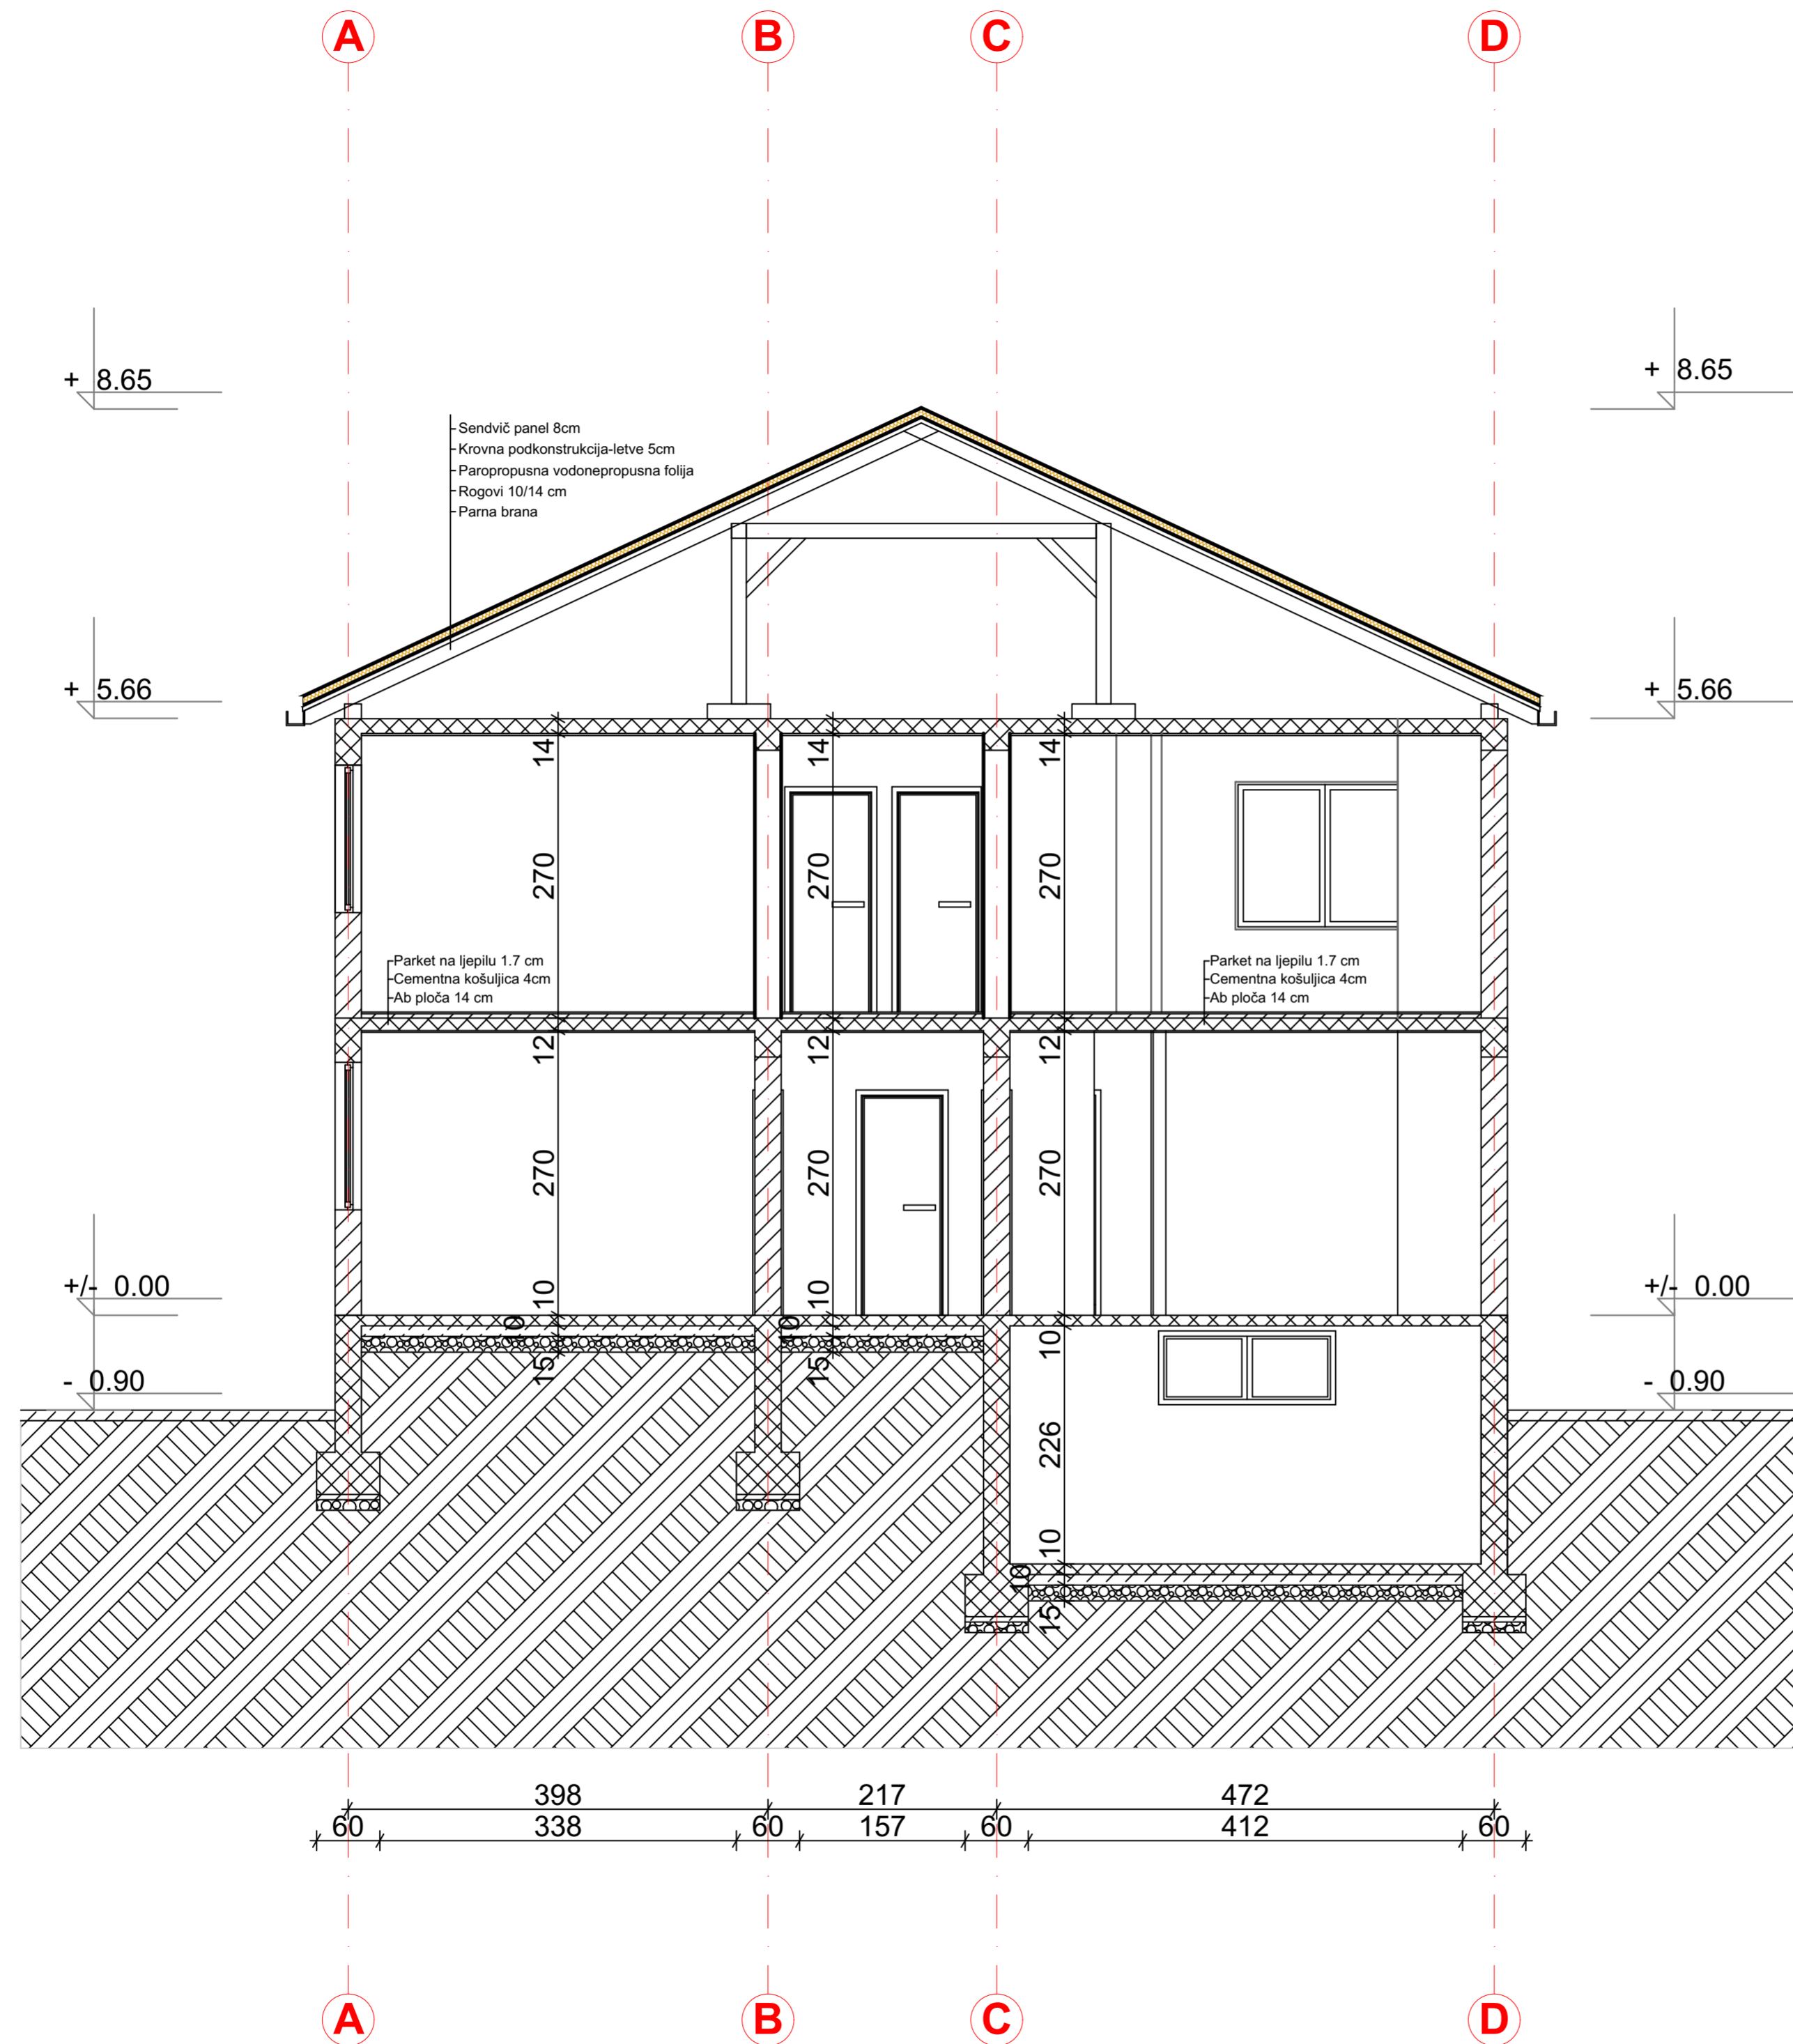 A B C D
+ 8.65
+ 8.65
Sendvič panel 8cm
Krovna podkonstrukcija-letve 5cm
Paropropusna vodonepropusna folija
Rogovi 10/14 cm
Parna brana
+ 5.66
+ 5.66
14 14 14
270 270 270
Parket na ljepilu 1.7 cm
Cementna košuljica 4cm
Ab ploča 14 cm
Parket na ljepilu 1.7 cm
Cementna košuljica 4cm
Ab ploča 14 cm
12 12 12
270 270 270
+/- 0.00
+/- 0.00
10 10
10 10 10
15 15
- 0.90
- 0.90
226
10
10
15
398 217 472
60 338 60 157 60 412 60
A B C D